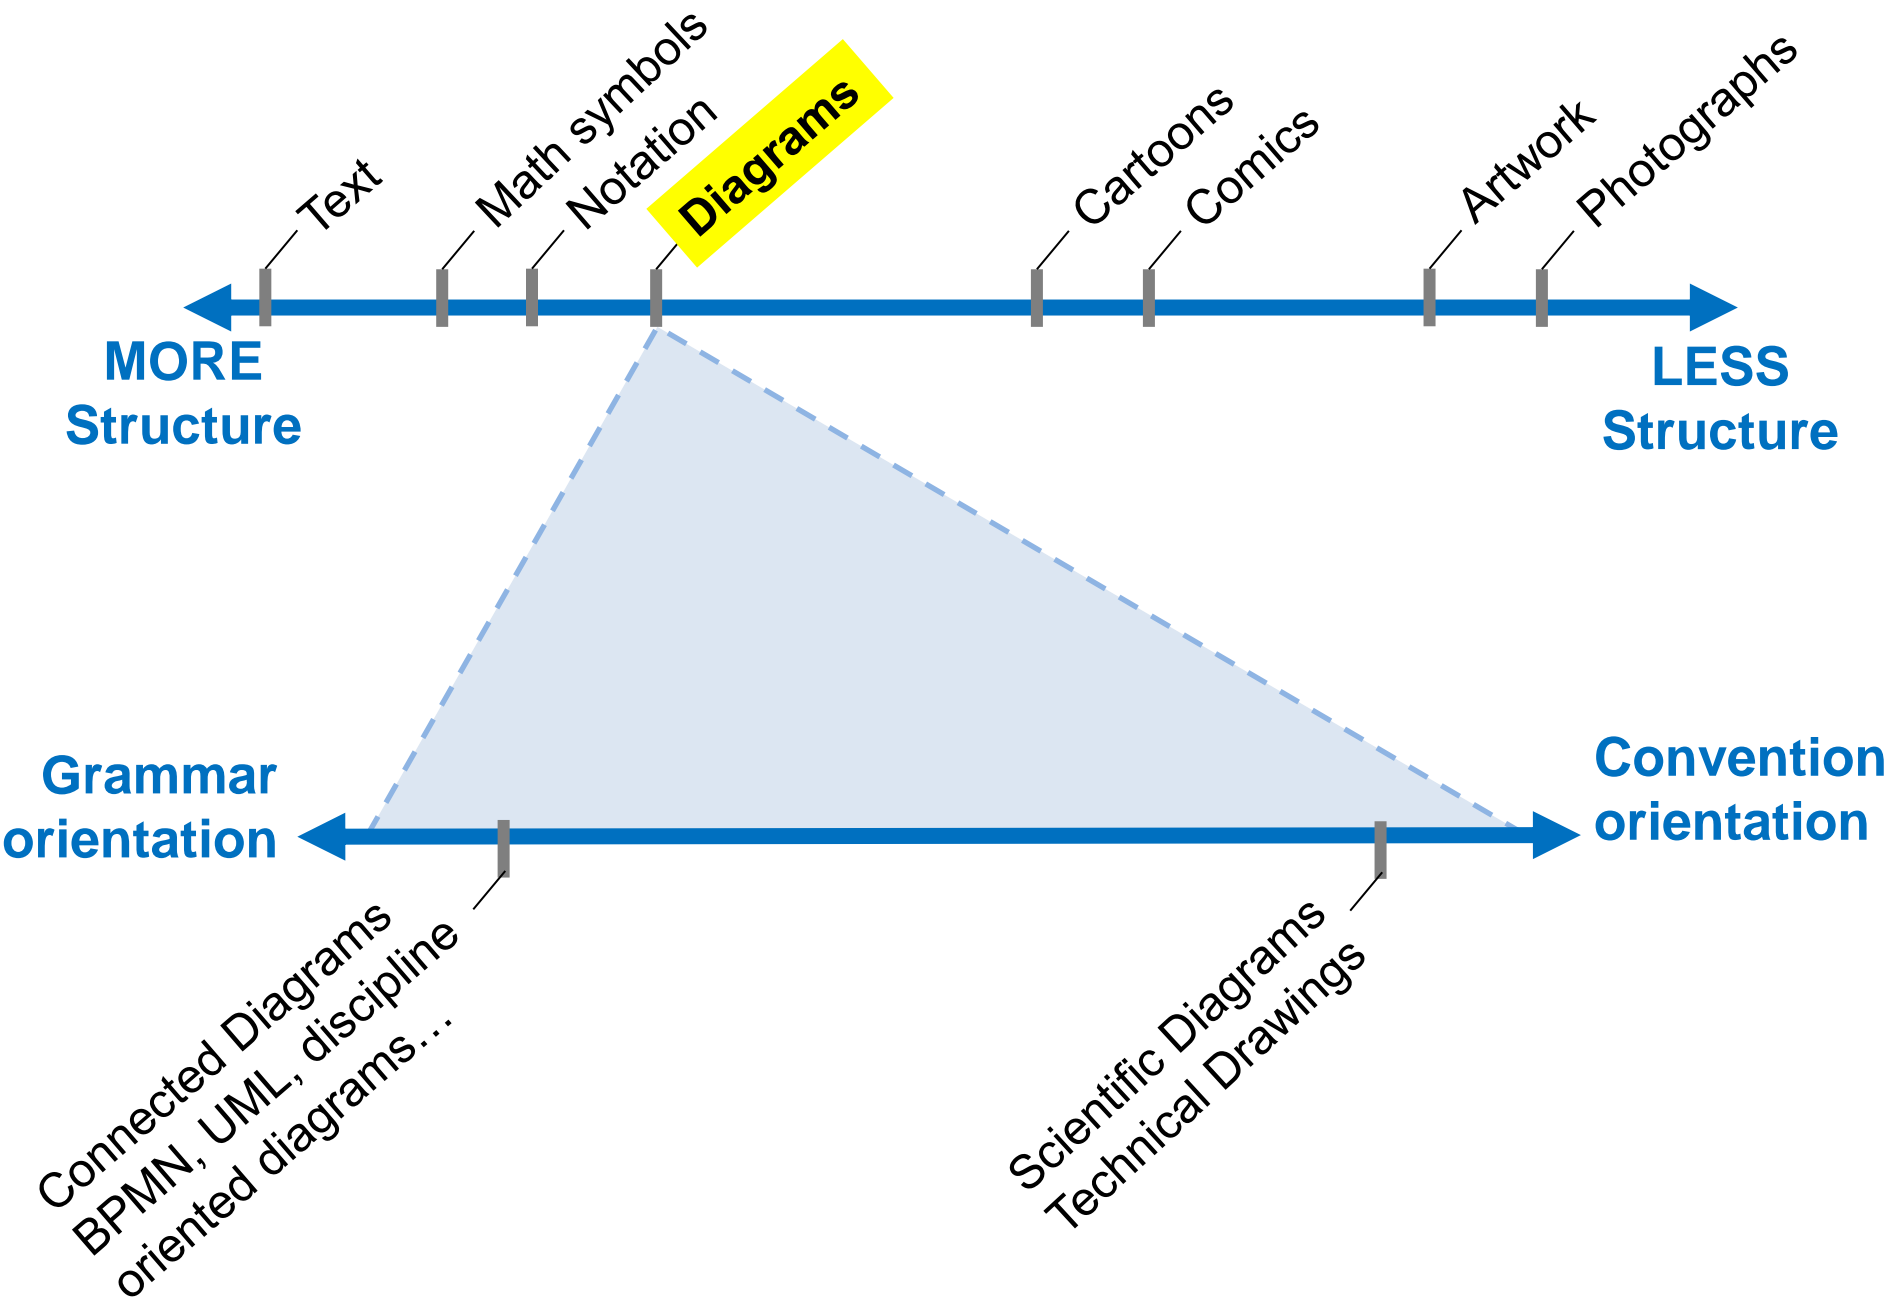 Text
Math symbols
Notation
Diagrams
Cartoons
Comics
Artwork
Photographs
MORE
Structure
LESS
Structure
Grammar
orientation
Convention
orientation
Connected Diagrams
BPMN, UML, discipline
oriented diagrams…
Scientific Diagrams
Technical Drawings